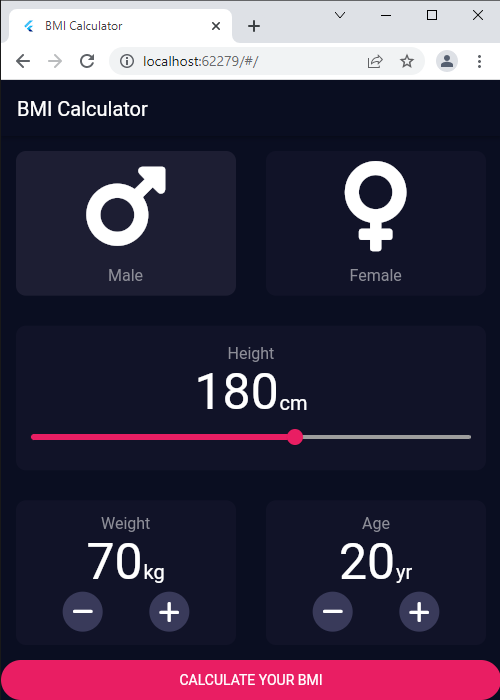 BMI Calculator
localhost:62279/#/
BMI Calculator
Male
Female
Height
180cm
Weight
70kg
Age
20yr
CALCULATE YOUR BMI